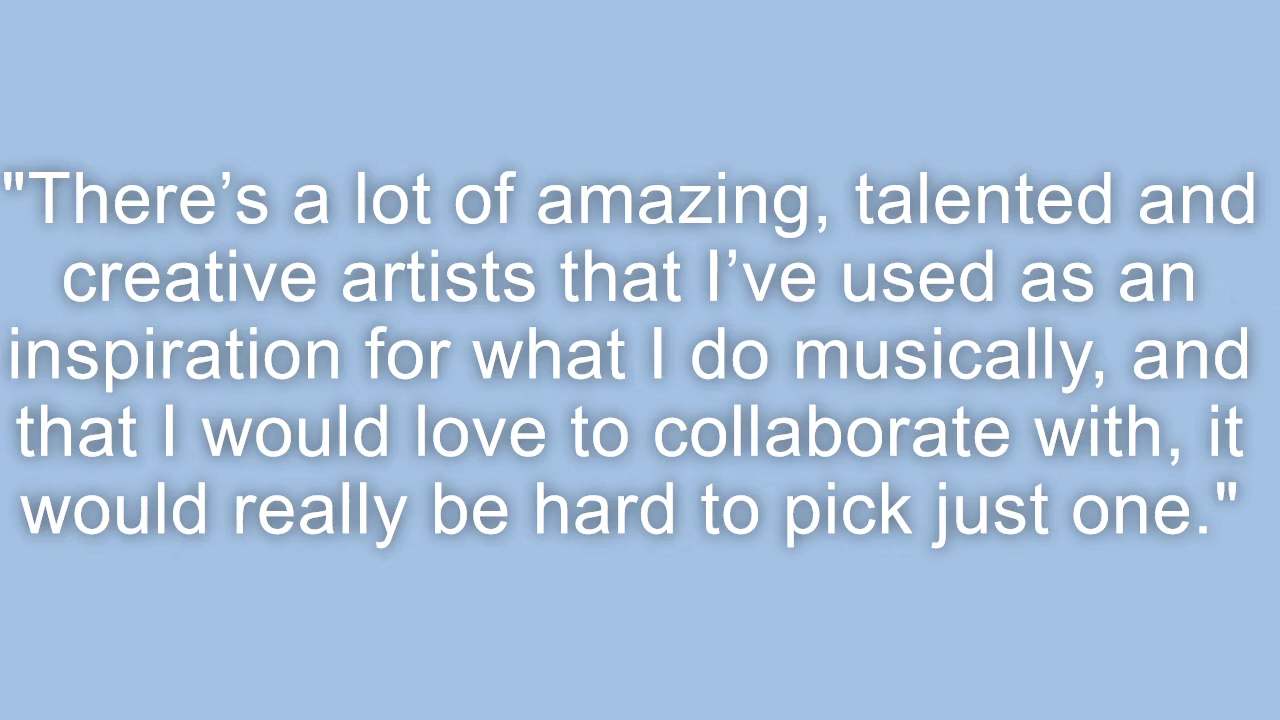 "There’s a lot of amazing, talented and
creative artists that I’ve used as an
inspiration for what I do musically, and
that I would love to collaborate with, it
would really be hard to pick just one."